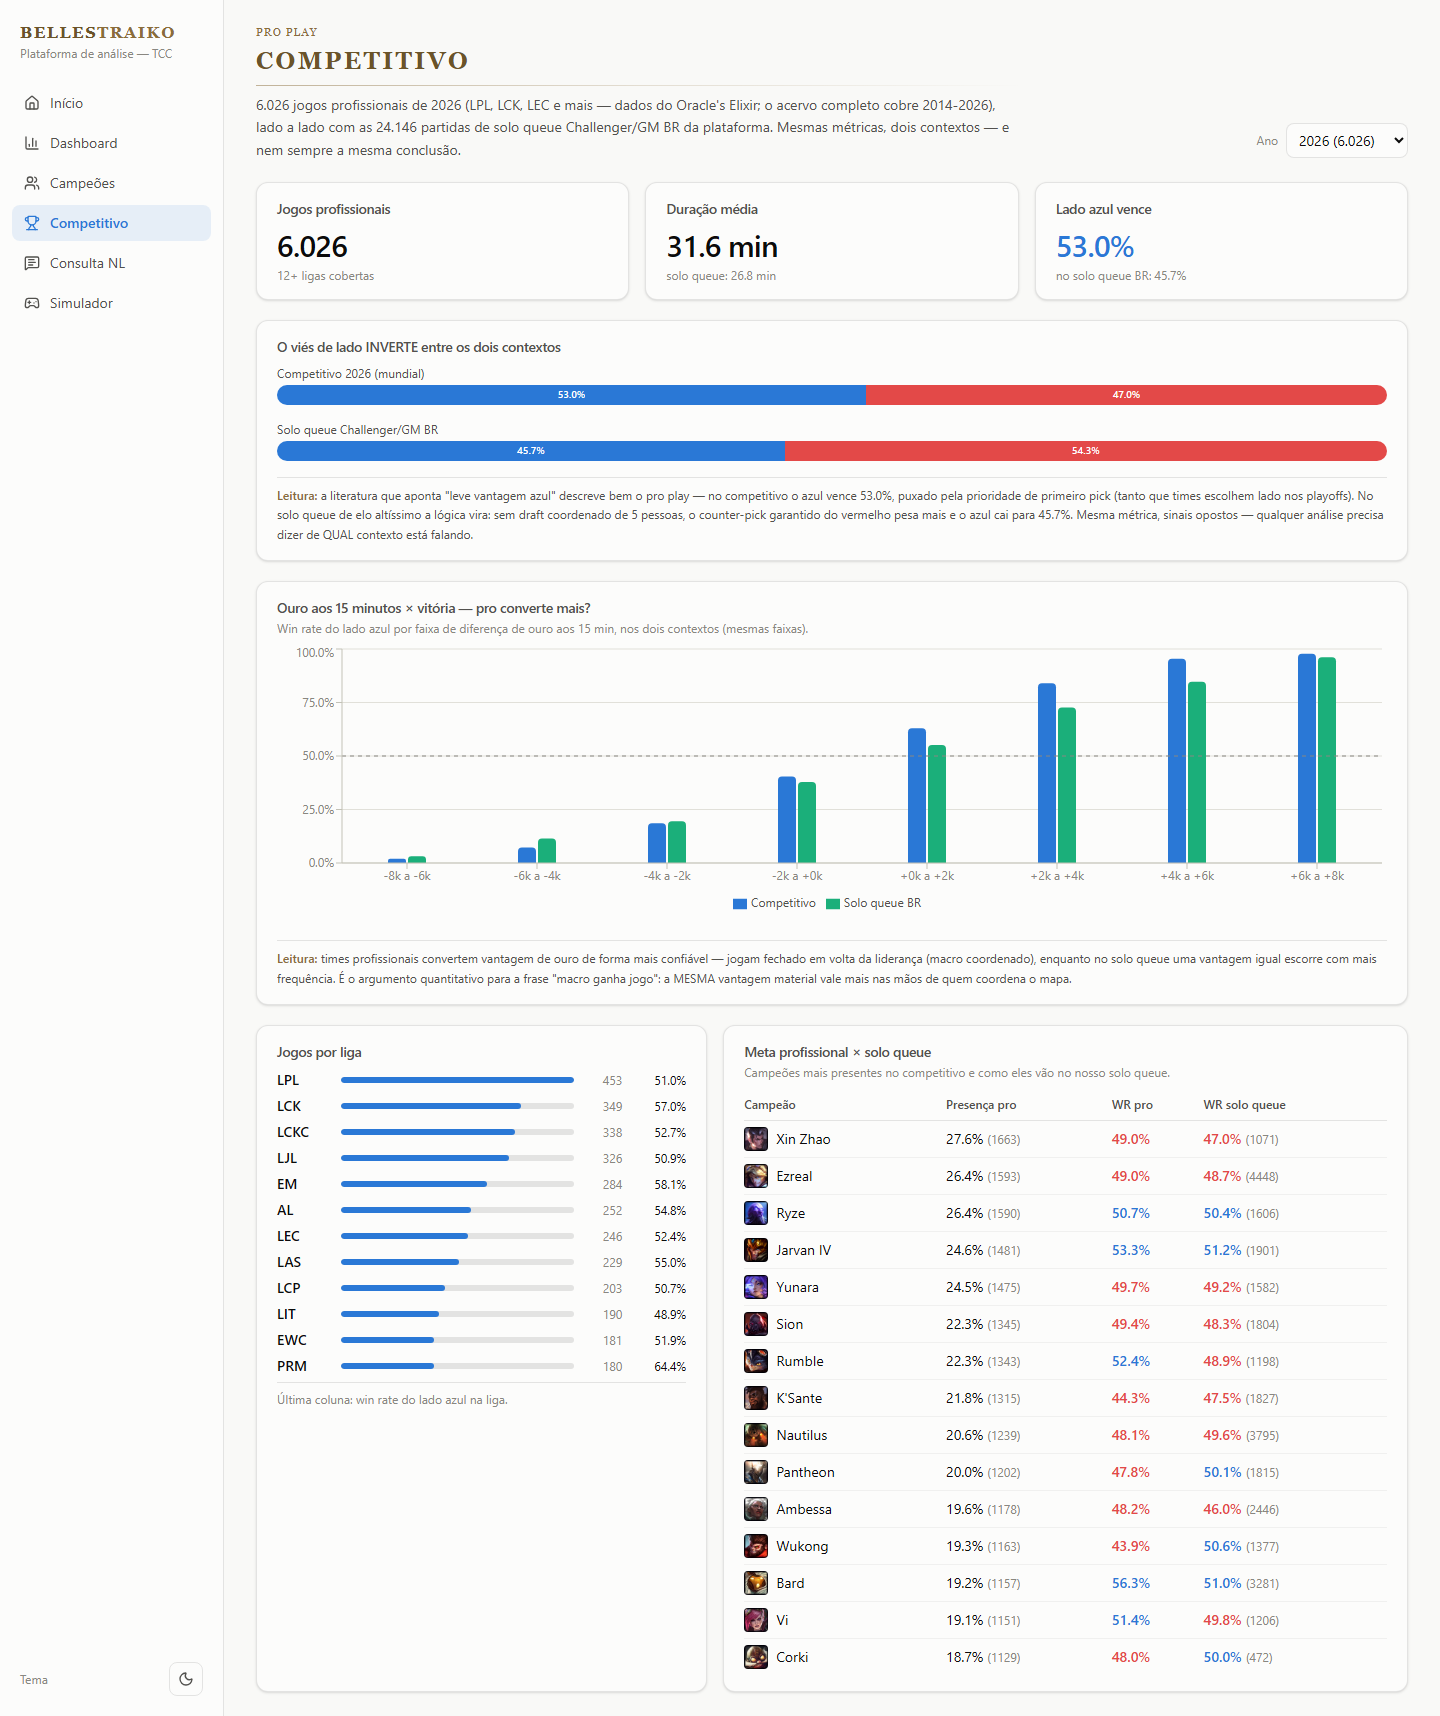 BELLESTRAIKO
Plataforma de análise — TCC
Início
Dashboard
Campeões
Competitivo
Consulta NL
Simulador
Tema
PRO PLAY
COMPETITIVO
6.026 jogos profissionais de 2026 (LPL, LCK, LEC e mais — dados do Oracle's Elixir; o acervo completo cobre 2014-2026),
lado a lado com as 24.146 partidas de solo queue Challenger/GM BR da plataforma. Mesmas métricas, dois contextos — e
nem sempre a mesma conclusão.
Ano 2026 (6.026)
Jogos profissionais
6.026
12+ ligas cobertas
Duração média
31.6 min
solo queue: 26.8 min
Lado azul vence
53.0%
no solo queue BR: 45.7%
O viés de lado INVERTE entre os dois contextos
Competitivo 2026 (mundial)
53.0% 47.0%
Solo queue Challenger/GM BR
45.7% 54.3%
Leitura: a literatura que aponta "leve vantagem azul" descreve bem o pro play — no competitivo o azul vence 53.0%, puxado pela prioridade de primeiro pick (tanto que times escolhem lado nos playoffs). No
solo queue de elo altíssimo a lógica vira: sem draft coordenado de 5 pessoas, o counter-pick garantido do vermelho pesa mais e o azul cai para 45.7%. Mesma métrica, sinais opostos — qualquer análise precisa
dizer de QUAL contexto está falando.
Ouro aos 15 minutos × vitória — pro converte mais?
Win rate do lado azul por faixa de diferença de ouro aos 15 min, nos dois contextos (mesmas faixas).
100.0%
75.0%
50.0%
25.0%
0.0%
-8k a -6k -6k a -4k -4k a -2k -2k a +0k +0k a +2k +2k a +4k +4k a +6k +6k a +8k
Competitivo Solo queue BR
Leitura: times profissionais convertem vantagem de ouro de forma mais confiável — jogam fechado em volta da liderança (macro coordenado), enquanto no solo queue uma vantagem igual escorre com mais
frequência. É o argumento quantitativo para a frase "macro ganha jogo": a MESMA vantagem material vale mais nas mãos de quem coordena o mapa.
Jogos por liga
LPL 453 51.0%
LCK 349 57.0%
LCKC 338 52.7%
LJL 326 50.9%
EM 284 58.1%
AL 252 54.8%
LEC 246 52.4%
LAS 229 55.0%
LCP 203 50.7%
LIT 190 48.9%
EWC 181 51.9%
PRM 180 64.4%
Última coluna: win rate do lado azul na liga.
Meta profissional × solo queue
Campeões mais presentes no competitivo e como eles vão no nosso solo queue.
Campeão Presença pro WR pro WR solo queue
Xin Zhao 27.6% (1663) 49.0% 47.0% (1071)
Ezreal 26.4% (1593) 49.0% 48.7% (4448)
Ryze 26.4% (1590) 50.7% 50.4% (1606)
Jarvan IV 24.6% (1481) 53.3% 51.2% (1901)
Yunara 24.5% (1475) 49.7% 49.2% (1582)
Sion 22.3% (1345) 49.4% 48.3% (1804)
Rumble 22.3% (1343) 52.4% 48.9% (1198)
K'Sante 21.8% (1315) 44.3% 47.5% (1827)
Nautilus 20.6% (1239) 48.1% 49.6% (3795)
Pantheon 20.0% (1202) 47.8% 50.1% (1815)
Ambessa 19.6% (1178) 48.2% 46.0% (2446)
Wukong 19.3% (1163) 43.9% 50.6% (1377)
Bard 19.2% (1157) 56.3% 51.0% (3281)
Vi 19.1% (1151) 51.4% 49.8% (1206)
Corki 18.7% (1129) 48.0% 50.0% (472)